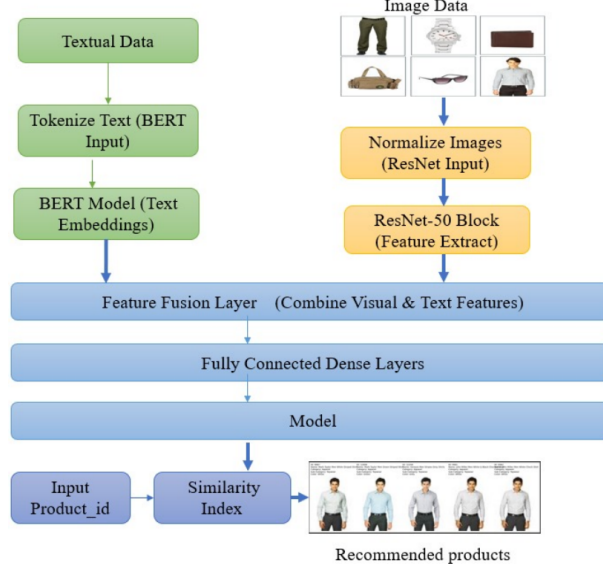 Image Data
Textual Data
Tokenize Text (BERT
Input)
Normalize Images
(ResNet Input)
BERT Model (Text
Embeddings)
ResNet-50 Block
(Feature Extract)
Feature Fusion Layer (Combine Visual & Text Features)
Fully Connected Dense Layers
Model
Input
Product_id
Similarity
Index
Recommended products